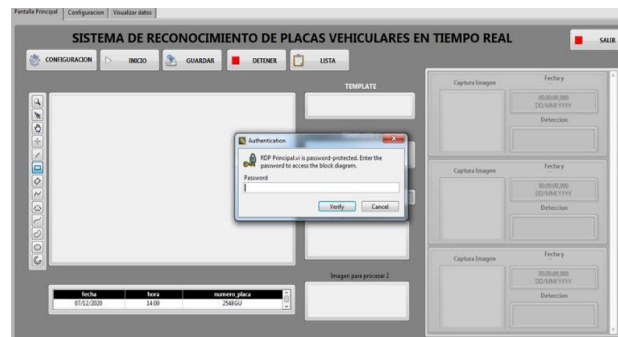 Pantalla Principal Configuracion Visualizar datos
SISTEMA DE RECONOCIMIENTO DE PLACAS VEHICULARES EN TIEMPO REAL
SALIR
CONFIGURACION INICIO GUARDAR DETENER LISTA
TEMPLATE
Captura Imagen Fecha y
00:00:00,000
DD/MM/YYYY
Deteccion
Authentication
RDP Principal.vi is password-protected. Enter the
password to access the block diagram.
Password
Verify Cancel
Captura Imagen Fecha y
00:00:00,000
DD/MM/YYYY
Deteccion
Captura Imagen Fecha y
00:00:00,000
DD/MM/YYYY
Deteccion
Imagen para procesar 2
fecha hora numero_placa
07/12/2020 14:00 2548GU